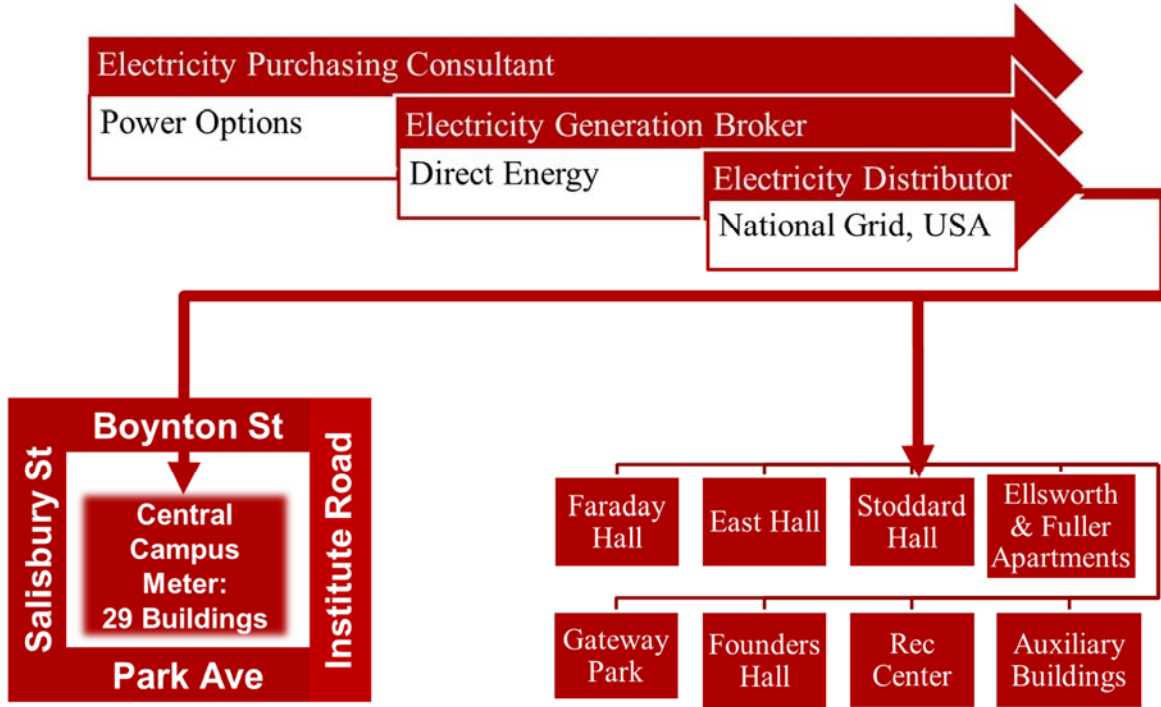 Electricity Purchasing Consultant
Power Options
Electricity Generation Broker
Direct Energy
Electricity Distributor
National Grid, USA
Boynton St
Salisbury St
Institute Road
Central
Campus
Meter:
29 Buildings
Park Ave
Faraday
Hall
East Hall
Stoddard
Hall
Ellsworth
& Fuller
Apartments
Gateway
Park
Founders
Hall
Rec
Center
Auxiliary
Buildings